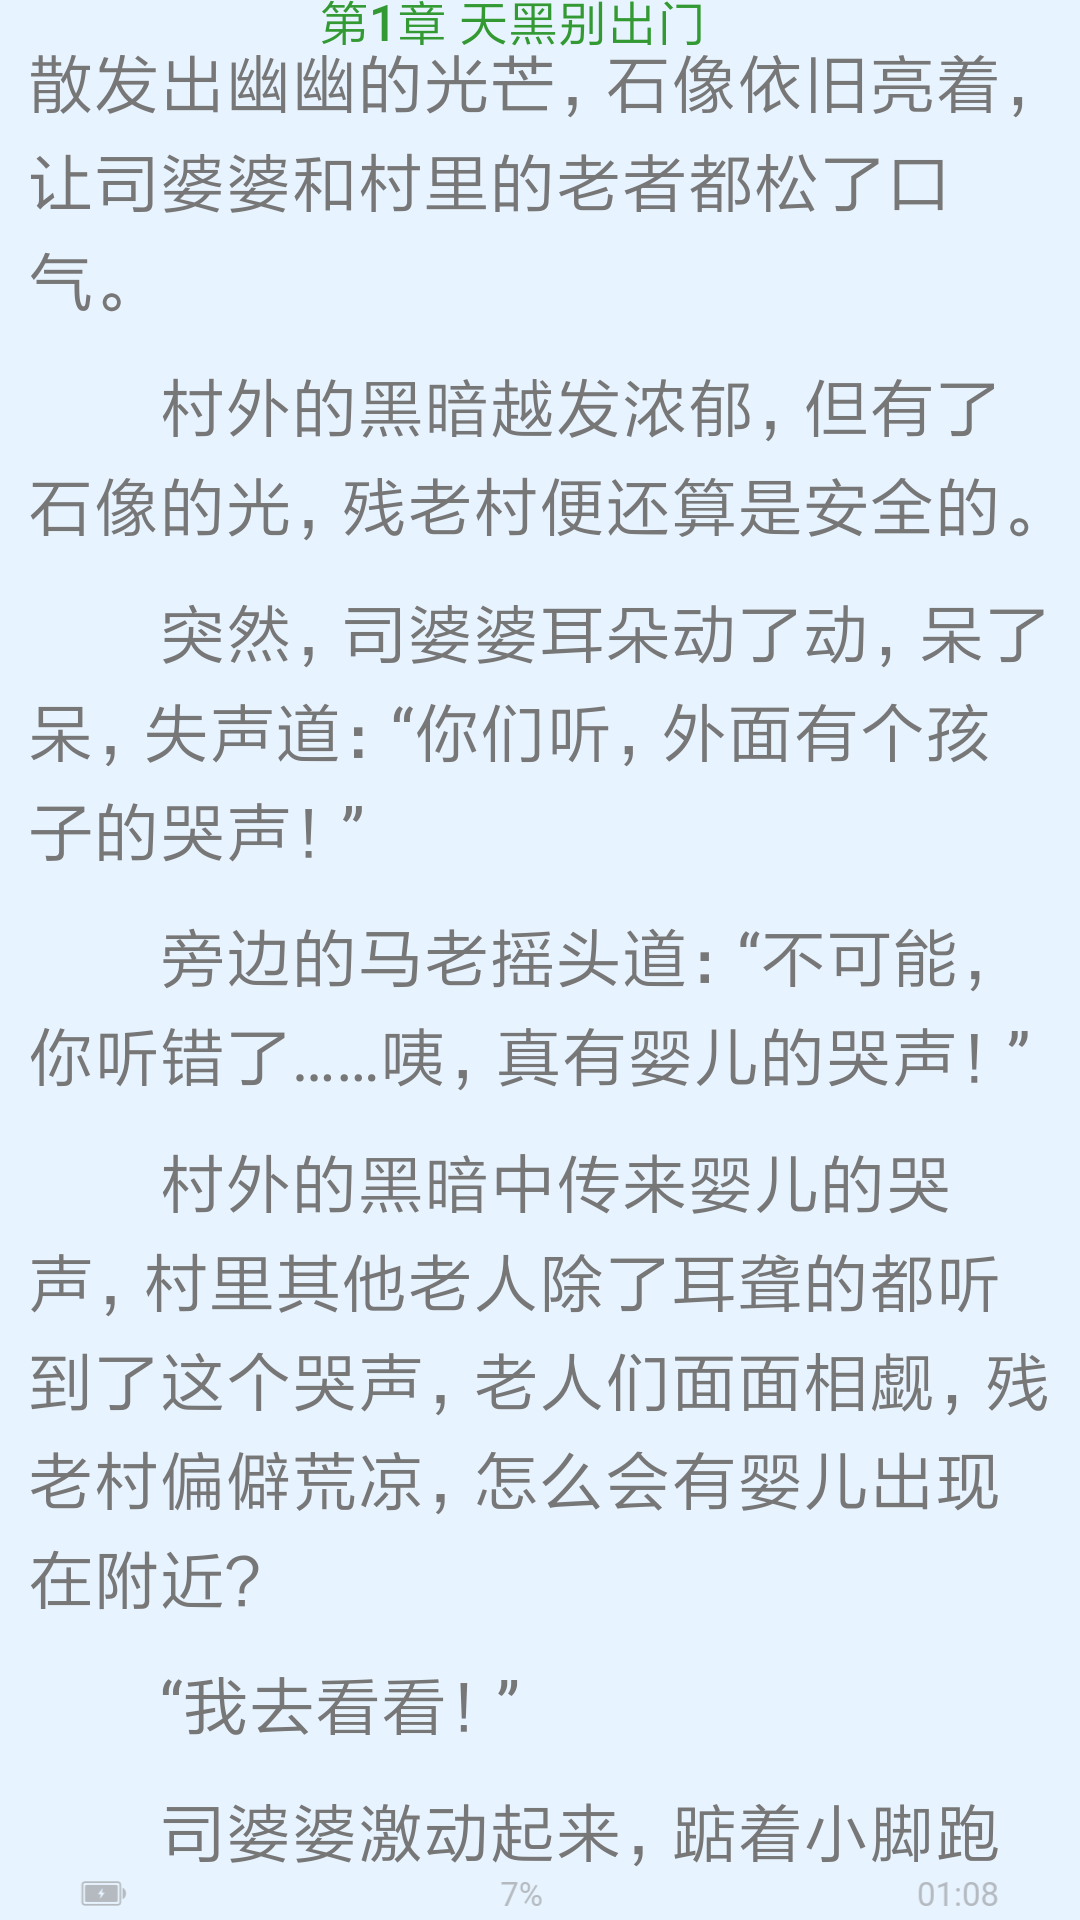 第1章 天黑别出门
散发出幽幽的光芒，石像依旧亮着，
让司婆婆和村里的老者都松了口
气。
村外的黑暗越发浓郁，但有了
石像的光，残老村便还算是安全的。
突然，司婆婆耳朵动了动，呆了
呆，失声道：“你们听，外面有个孩
子的哭声！”
旁边的马老摇头道：“不可能，
你听错了……咦，真有婴儿的哭声！”
村外的黑暗中传来婴儿的哭
声，村里其他老人除了耳聋的都听
到了这个哭声，老人们面面相觑，残
老村偏僻荒凉，怎么会有婴儿出现
在附近？
“我去看看！”
司婆婆激动起来，踮着小脚跑
7%
01:08